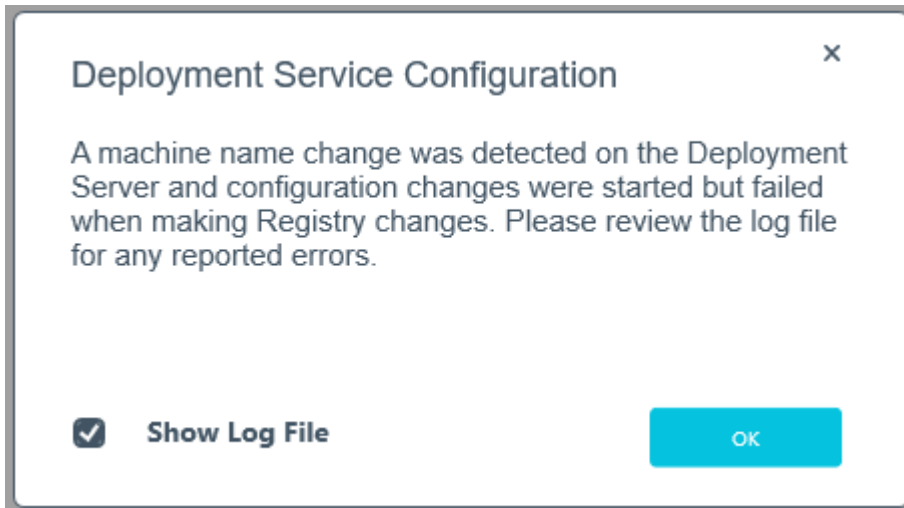 Deployment Service Configuration
A machine name change was detected on the Deployment
Server and configuration changes were started but failed
when making Registry changes. Please review the log file
for any reported errors.
Show Log File
OK